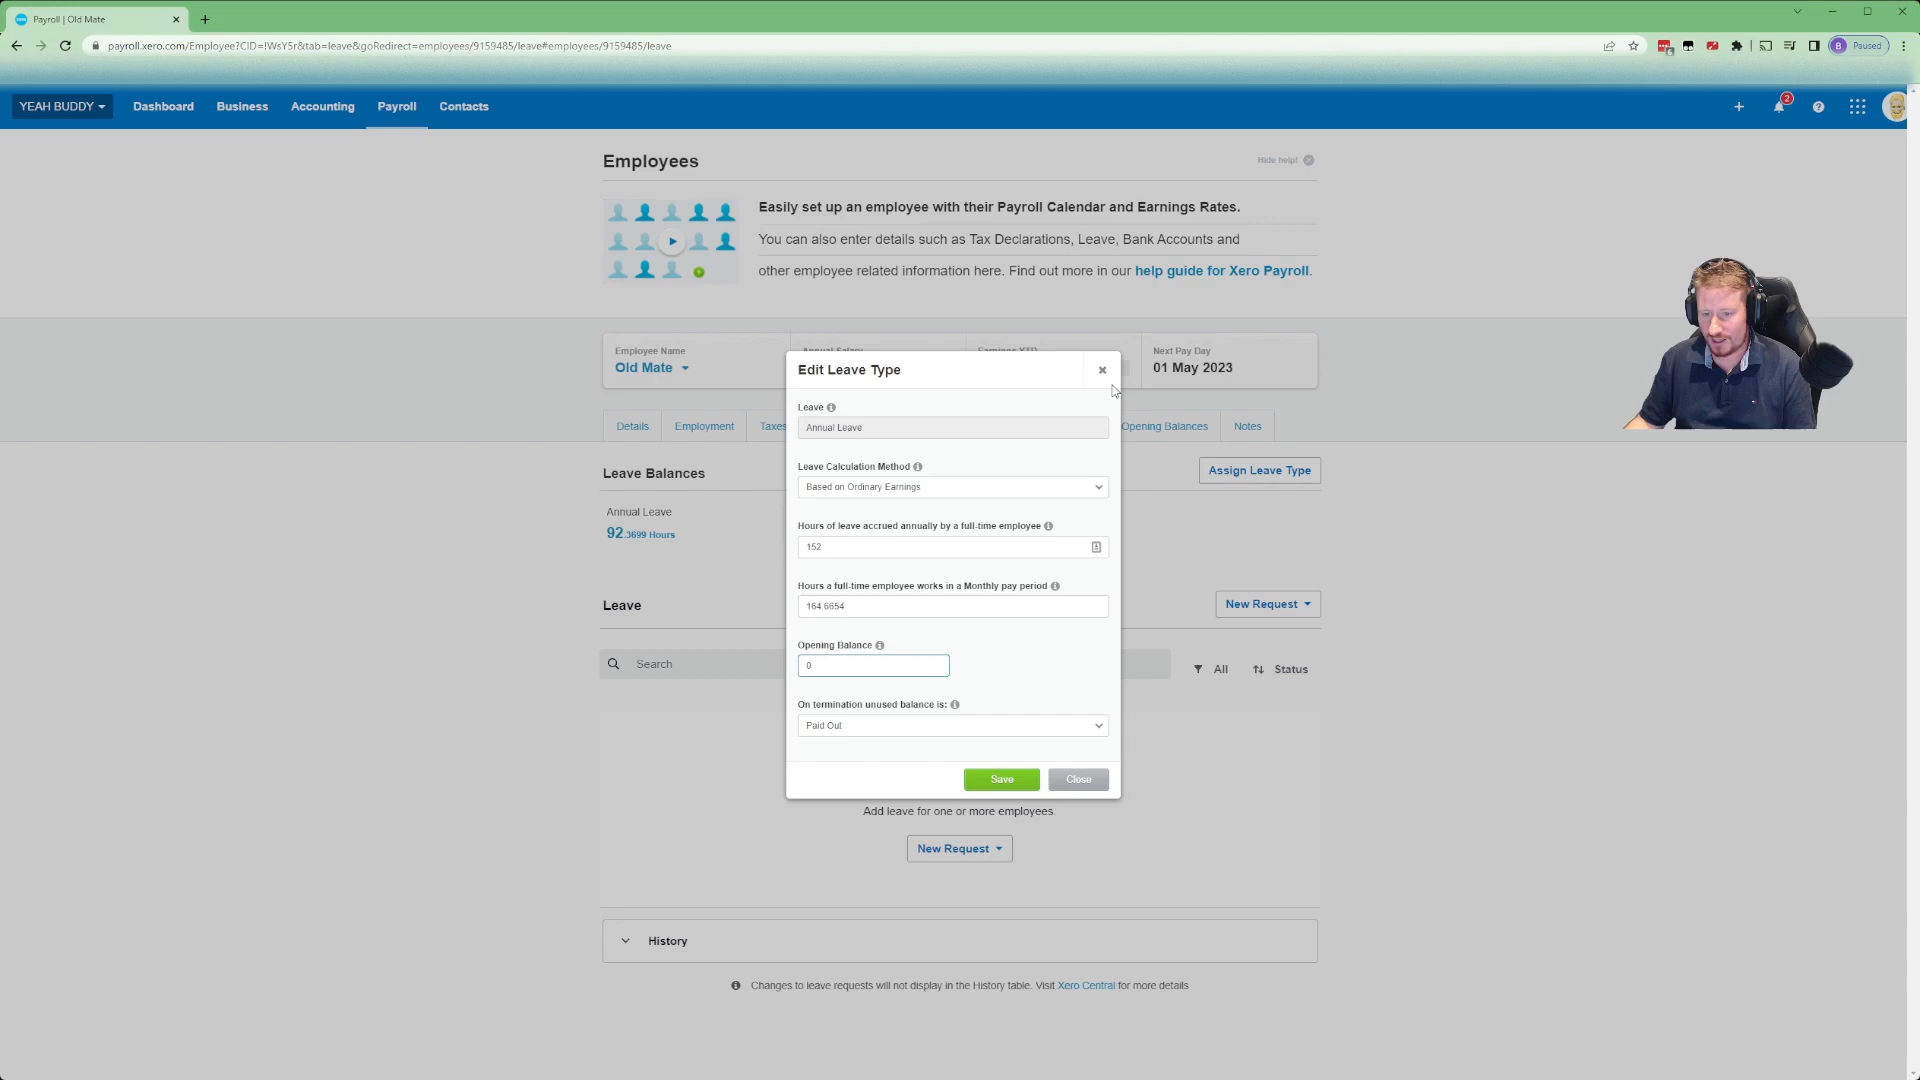 Payroll | Old Mate
payroll.xero.com/Employee?CID=!WsY5r&tab=leave&goRedirect=employees/9159485/leave#employees/9159485/leave
B Paused
YEAH BUDDY Dashboard Business Accounting Payroll Contacts
2
Employees
Hide help!
Easily set up an employee with their Payroll Calendar and Earnings Rates.
You can also enter details such as Tax Declarations, Leave, Bank Accounts and
other employee related information here. Find out more in our help guide for Xero Payroll.
Employee Name
Old Mate
Annual Salary
Earnings YTD
Next Pay Day
01 May 2023
Details Employment Taxes Opening Balances Notes
Leave Balances
Assign Leave Type
Annual Leave
92.3699 Hours
Leave
New Request
Search
All Status
Edit Leave Type
Leave
Annual Leave
Leave Calculation Method
Based on Ordinary Earnings
Hours of leave accrued annually by a full-time employee
152
Hours a full-time employee works in a Monthly pay period
164.6654
Opening Balance
0
On termination unused balance is:
Paid Out
Save Close
Add leave for one or more employees.
New Request
History
Changes to leave requests will not display in the History table. Visit Xero Central for more details